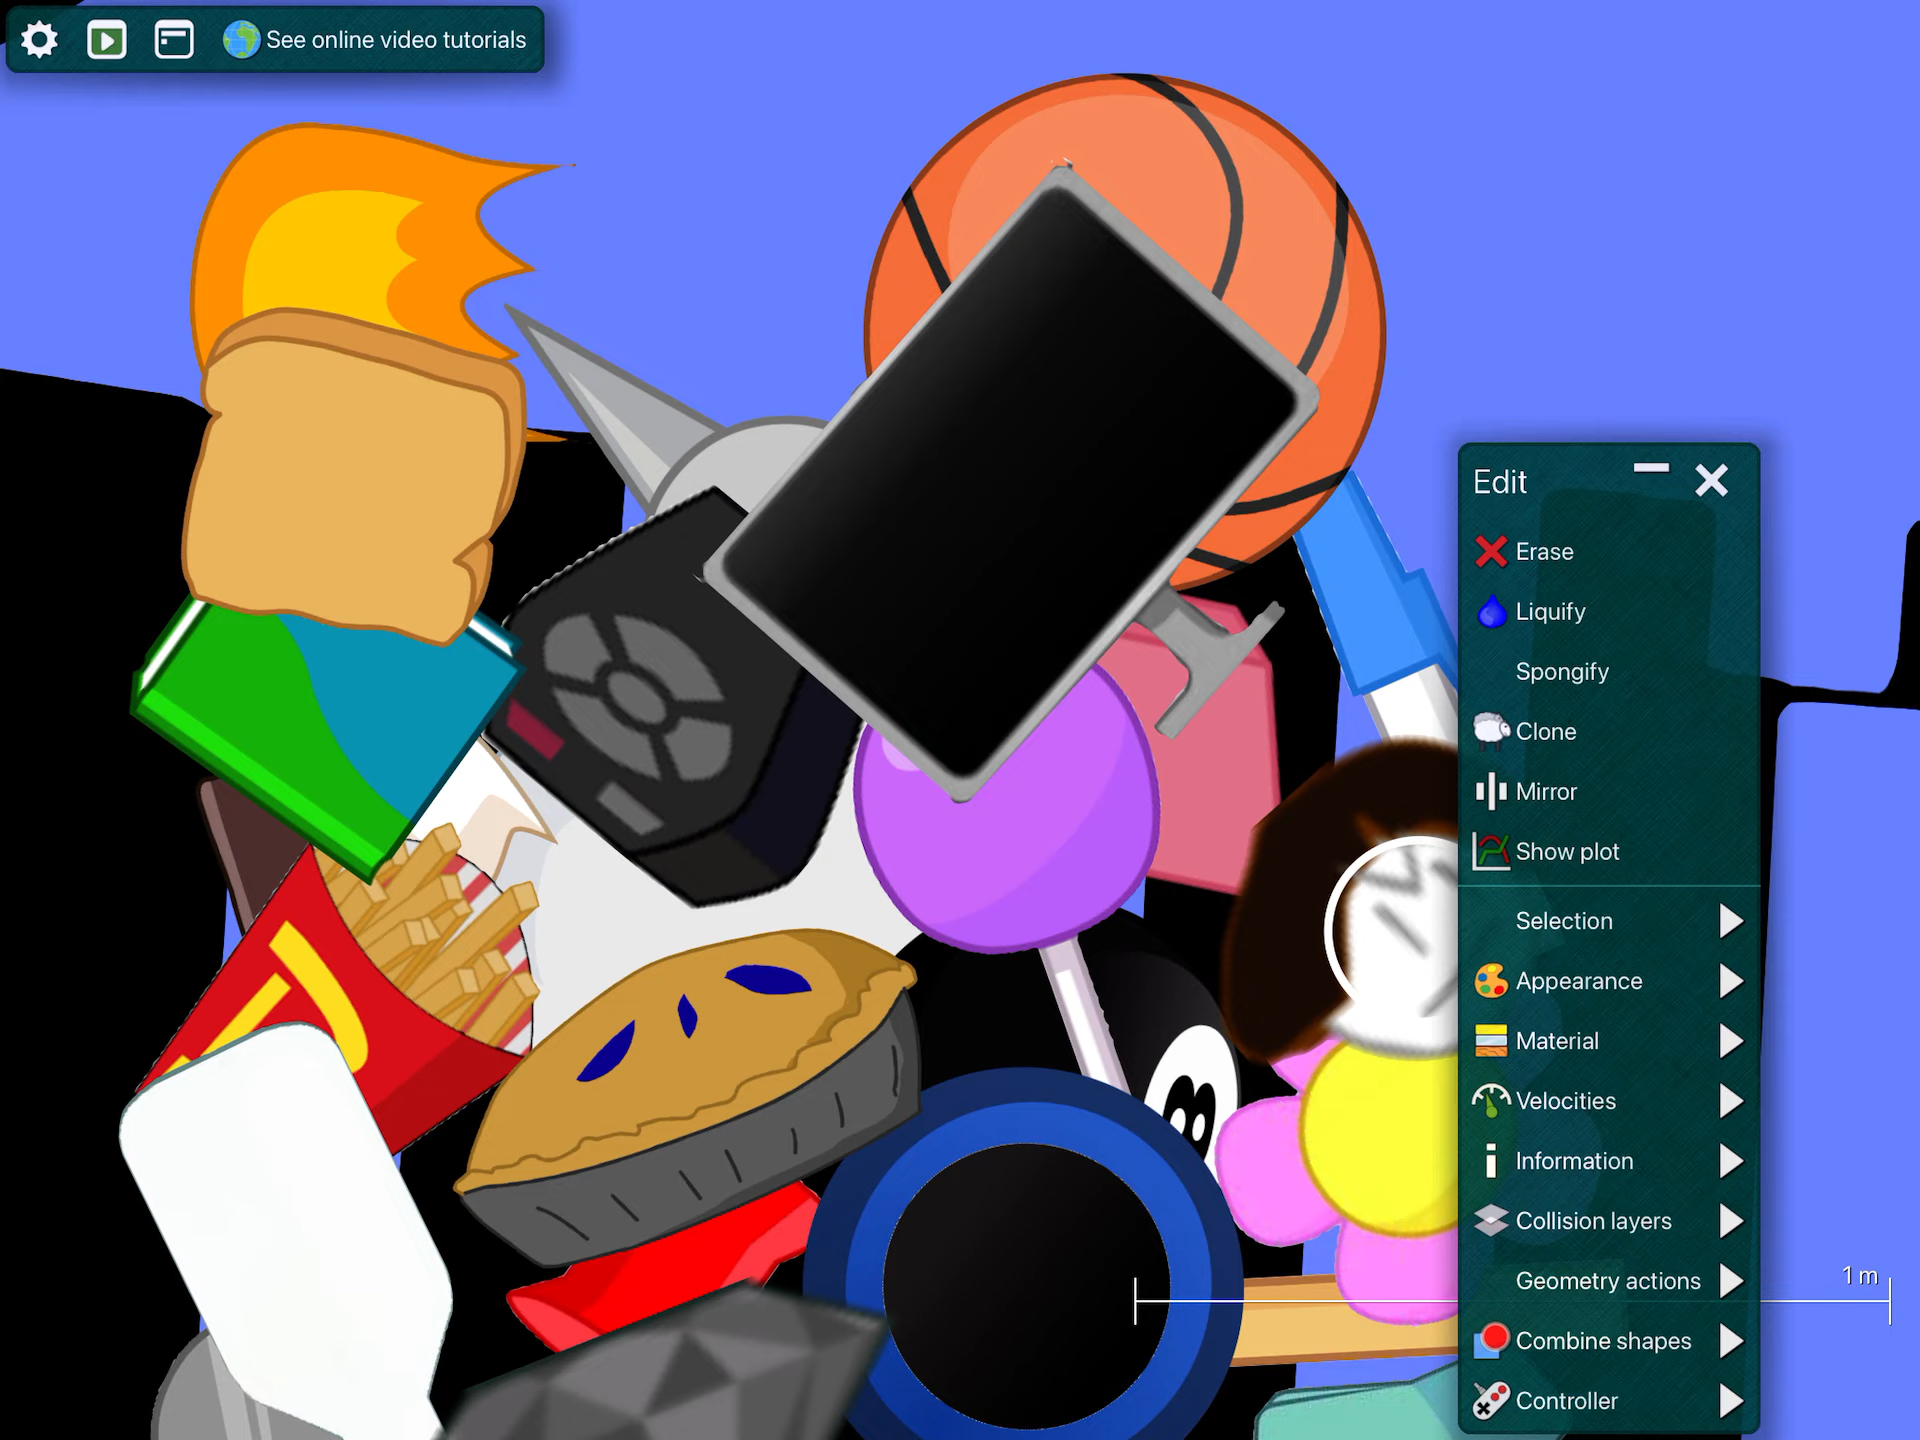 See online video tutorials
Edit
Erase
Liquify
Spongify
Clone
Mirror
Show plot
Selection
Appearance
Material
Velocities
Information
Collision layers
Geometry actions
1 m
Combine shapes
Controller